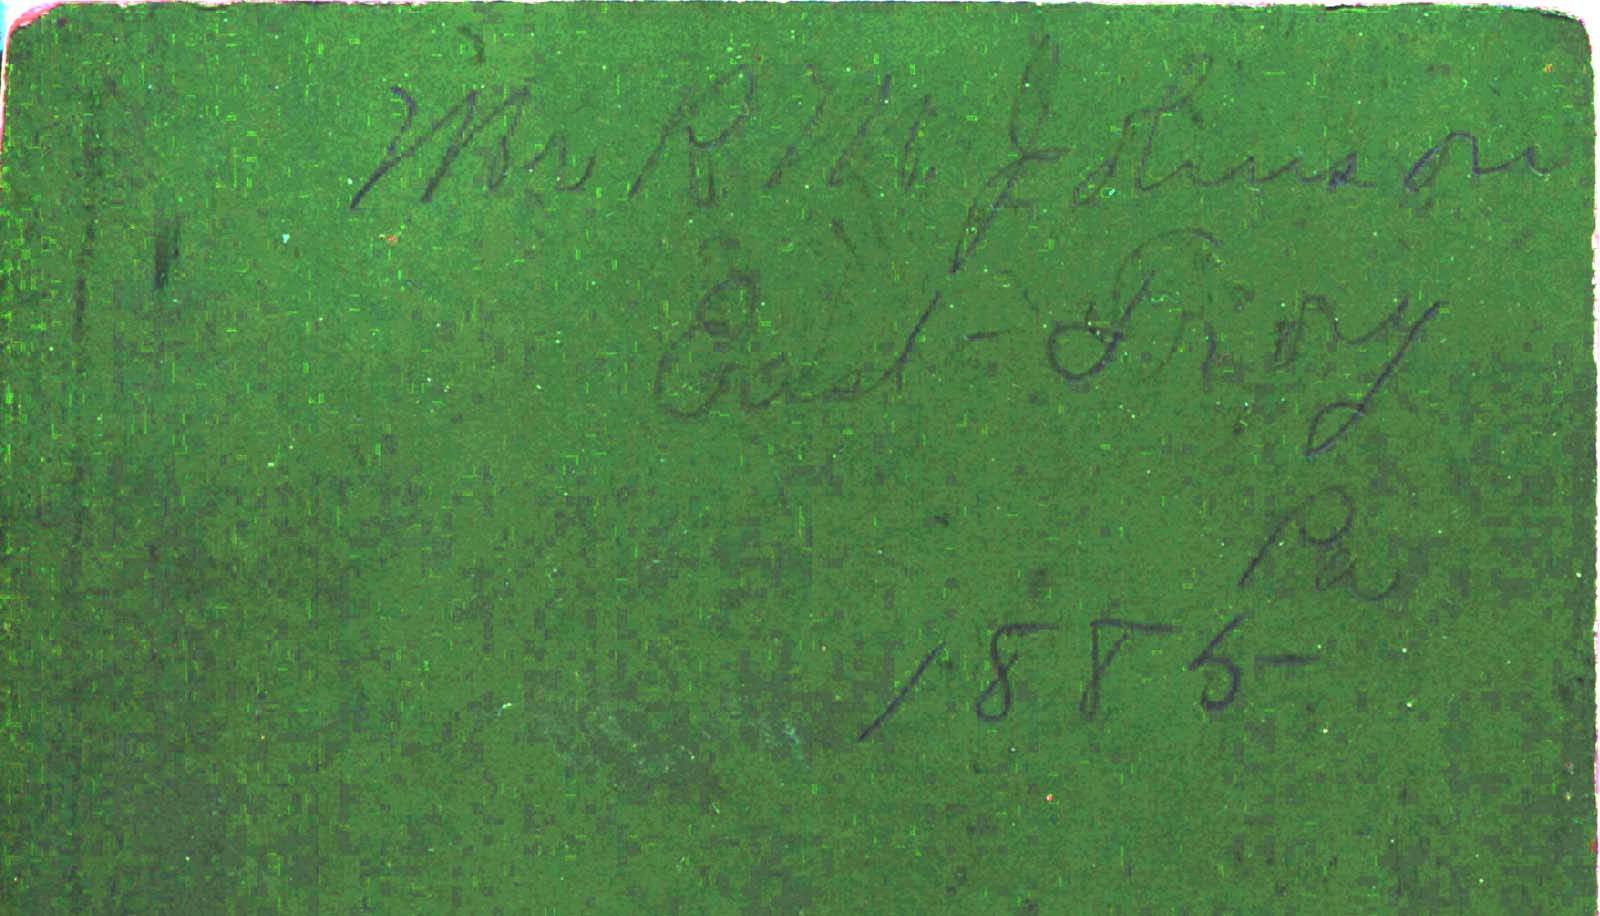 Mr R M. Johnson
East-Troy
Pa
1885-